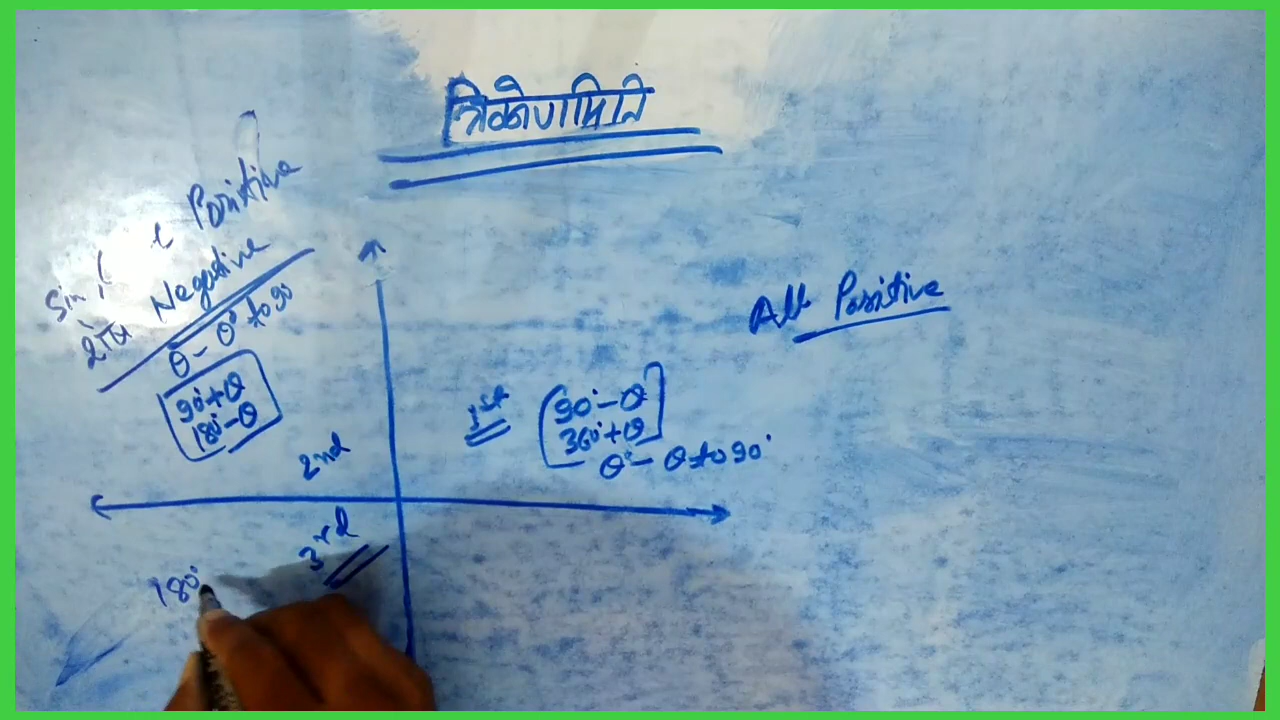 त्रिकोणमिति
Positive
Sin,
Negative
θ - 0° to 90
90°+θ
180°-θ
2nd
All Positive
1st
90°-θ
360°+θ
0° - θ to 90°
3rd
180°